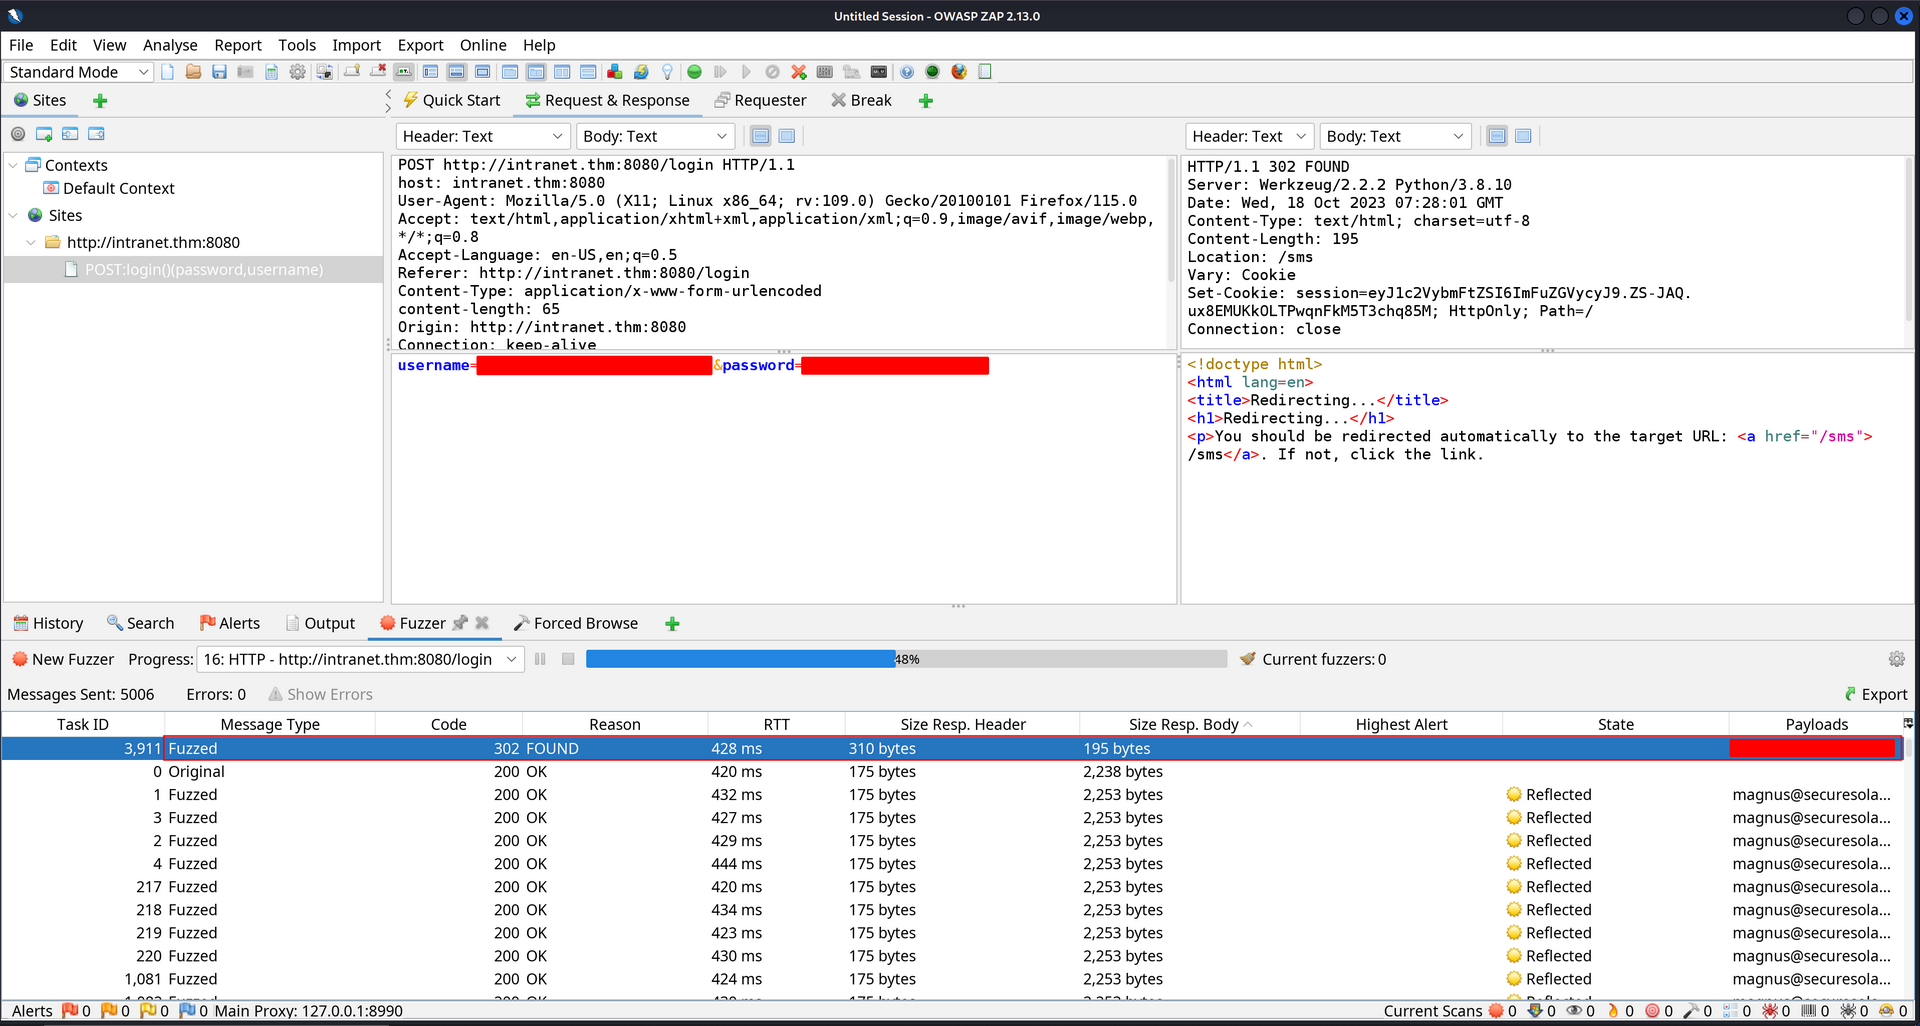 Untitled Session - OWASP ZAP 2.13.0
File Edit View Analyse Report Tools Import Export Online Help
Standard Mode
Sites
Quick Start Request & Response Requester Break
Header: Text Body: Text
Header: Text Body: Text
Contexts
Default Context
Sites
http://intranet.thm:8080
POST:login()(password,username)
POST http://intranet.thm:8080/login HTTP/1.1
host: intranet.thm:8080
User-Agent: Mozilla/5.0 (X11; Linux x86_64; rv:109.0) Gecko/20100101 Firefox/115.0
Accept: text/html,application/xhtml+xml,application/xml;q=0.9,image/avif,image/webp,
*/*;q=0.8
Accept-Language: en-US,en;q=0.5
Referer: http://intranet.thm:8080/login
Content-Type: application/x-www-form-urlencoded
content-length: 65
Origin: http://intranet.thm:8080
Connection: keep-alive
username= &password=
HTTP/1.1 302 FOUND
Server: Werkzeug/2.2.2 Python/3.8.10
Date: Wed, 18 Oct 2023 07:28:01 GMT
Content-Type: text/html; charset=utf-8
Content-Length: 195
Location: /sms
Vary: Cookie
Set-Cookie: session=eyJ1c2VybmFtZSI6ImFuZGVycyJ9.ZS-JAQ.
ux8EMUKkOLTPwqnFkM5T3chq85M; HttpOnly; Path=/
Connection: close
<!doctype html>
<html lang=en>
<title>Redirecting...</title>
<h1>Redirecting...</h1>
<p>You should be redirected automatically to the target URL: <a href="/sms">
/sms</a>. If not, click the link.
History Search Alerts Output Fuzzer Forced Browse
New Fuzzer Progress: 16: HTTP - http://intranet.thm:8080/login 48% Current fuzzers: 0
Messages Sent: 5006 Errors: 0 Show Errors Export
Task ID Message Type Code Reason RTT Size Resp. Header Size Resp. Body Highest Alert State Payloads
3,911 Fuzzed 302 FOUND 428 ms 310 bytes 195 bytes
0 Original 200 OK 420 ms 175 bytes 2,238 bytes
1 Fuzzed 200 OK 432 ms 175 bytes 2,253 bytes Reflected magnus@securesola...
3 Fuzzed 200 OK 427 ms 175 bytes 2,253 bytes Reflected magnus@securesola...
2 Fuzzed 200 OK 429 ms 175 bytes 2,253 bytes Reflected magnus@securesola...
4 Fuzzed 200 OK 444 ms 175 bytes 2,253 bytes Reflected magnus@securesola...
217 Fuzzed 200 OK 420 ms 175 bytes 2,253 bytes Reflected magnus@securesola...
218 Fuzzed 200 OK 434 ms 175 bytes 2,253 bytes Reflected magnus@securesola...
219 Fuzzed 200 OK 423 ms 175 bytes 2,253 bytes Reflected magnus@securesola...
220 Fuzzed 200 OK 430 ms 175 bytes 2,253 bytes Reflected magnus@securesola...
1,081 Fuzzed 200 OK 424 ms 175 bytes 2,253 bytes Reflected magnus@securesola...
Alerts 0 0 0 0 Main Proxy: 127.0.0.1:8990 Current Scans 0 0 0 0 0 0 0 0 0 0 0